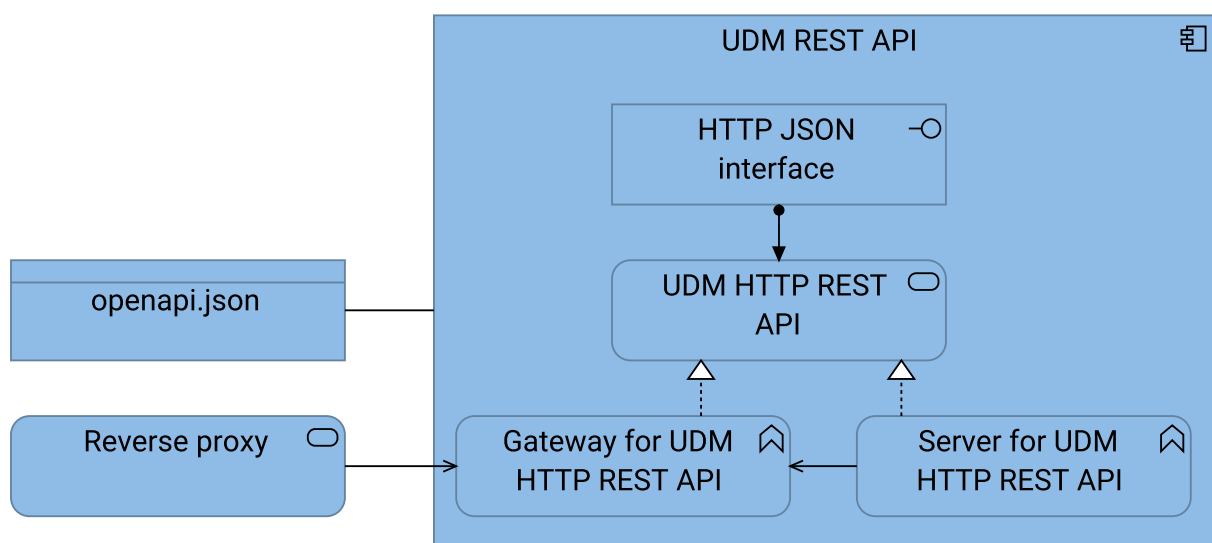 UDM REST API
HTTP JSON
interface
UDM HTTP REST
API
openapi.json
Reverse proxy
Gateway for UDM
HTTP REST API
Server for UDM
HTTP REST API